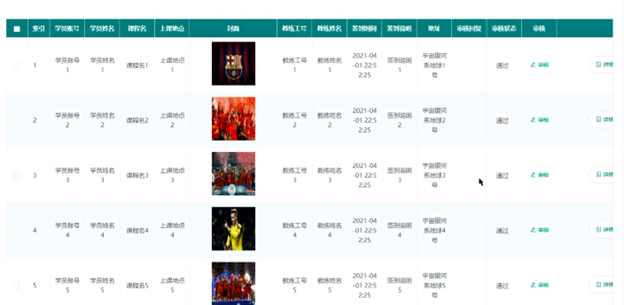 索引 学员账号 学员姓名 课程名 上课地点 封面 教练工号 教练姓名 签到时间 签到说明 地址 审核回复 审核状态 审核
1 学员账号1 学员姓名1 课程名1 上课地点1 教练工号1 教练姓名1 2021-04-01 22:52:25 签到说明1 宇宙银河系地球1号 通过 审核 详情
2 学员账号2 学员姓名2 课程名2 上课地点2 教练工号2 教练姓名2 2021-04-01 22:52:25 签到说明2 宇宙银河系地球2号 通过 审核 详情
3 学员账号3 学员姓名3 课程名3 上课地点3 教练工号3 教练姓名3 2021-04-01 22:52:25 签到说明3 宇宙银河系地球3号 通过 审核 详情
4 学员账号4 学员姓名4 课程名4 上课地点4 教练工号4 教练姓名4 2021-04-01 22:52:25 签到说明4 宇宙银河系地球4号 通过 审核 详情
5 学员账号5 学员姓名5 课程名5 上课地点5 教练工号5 教练姓名5 2021-04-01 22:52:25 签到说明5 宇宙银河系地球5号 通过 审核 详情